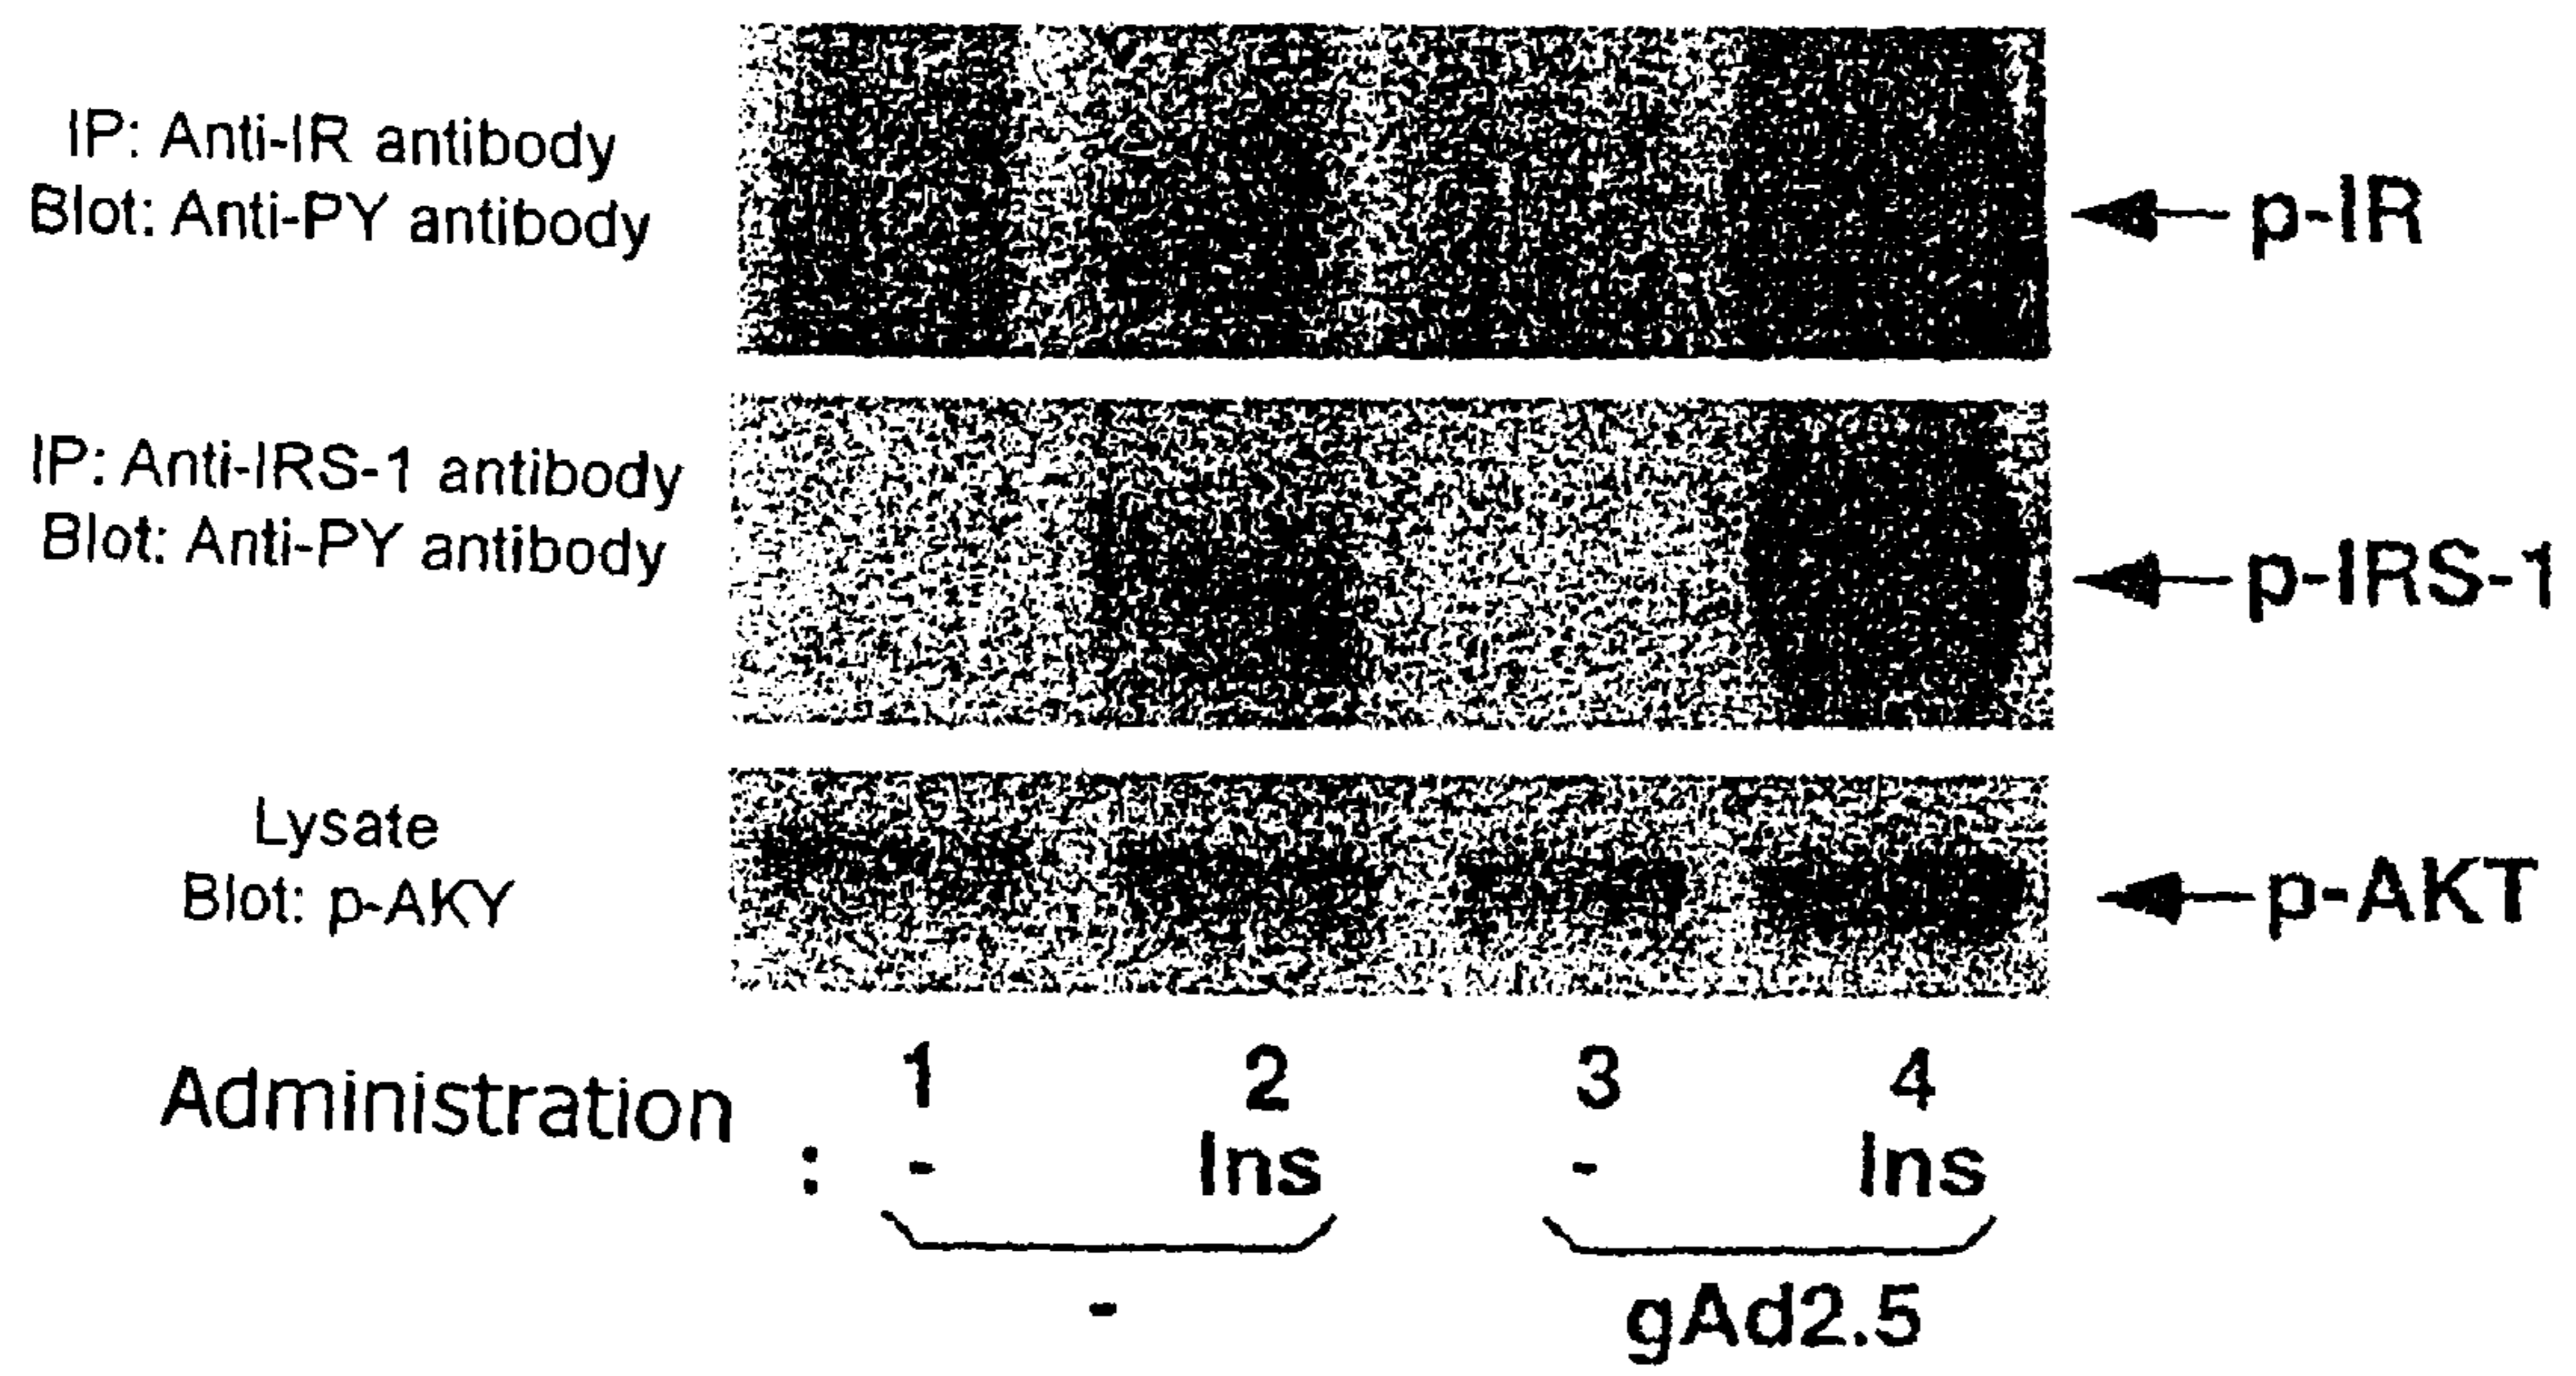 IP: Anti-IR antibody
Blot: Anti-PY antibody
p-IR
IP: Anti-IRS-1 antibody
Blot: Anti-PY antibody
p-IRS-1
Lysate
Blot: p-AKY
p-AKT
1 2 3 4
Administration : - Ins - Ins
- gAd2.5